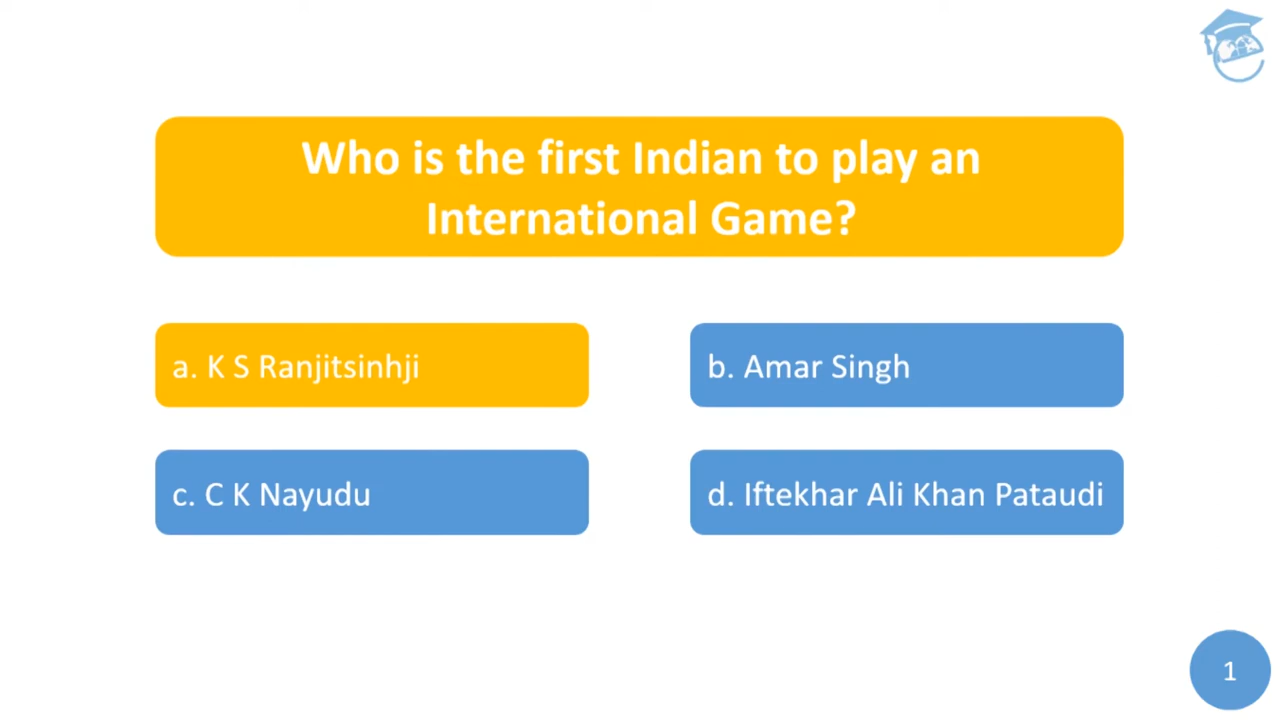 Who is the first Indian to play an
International Game?
a. K S Ranjitsinhji
b. Amar Singh
c. C K Nayudu
d. Iftekhar Ali Khan Pataudi
1